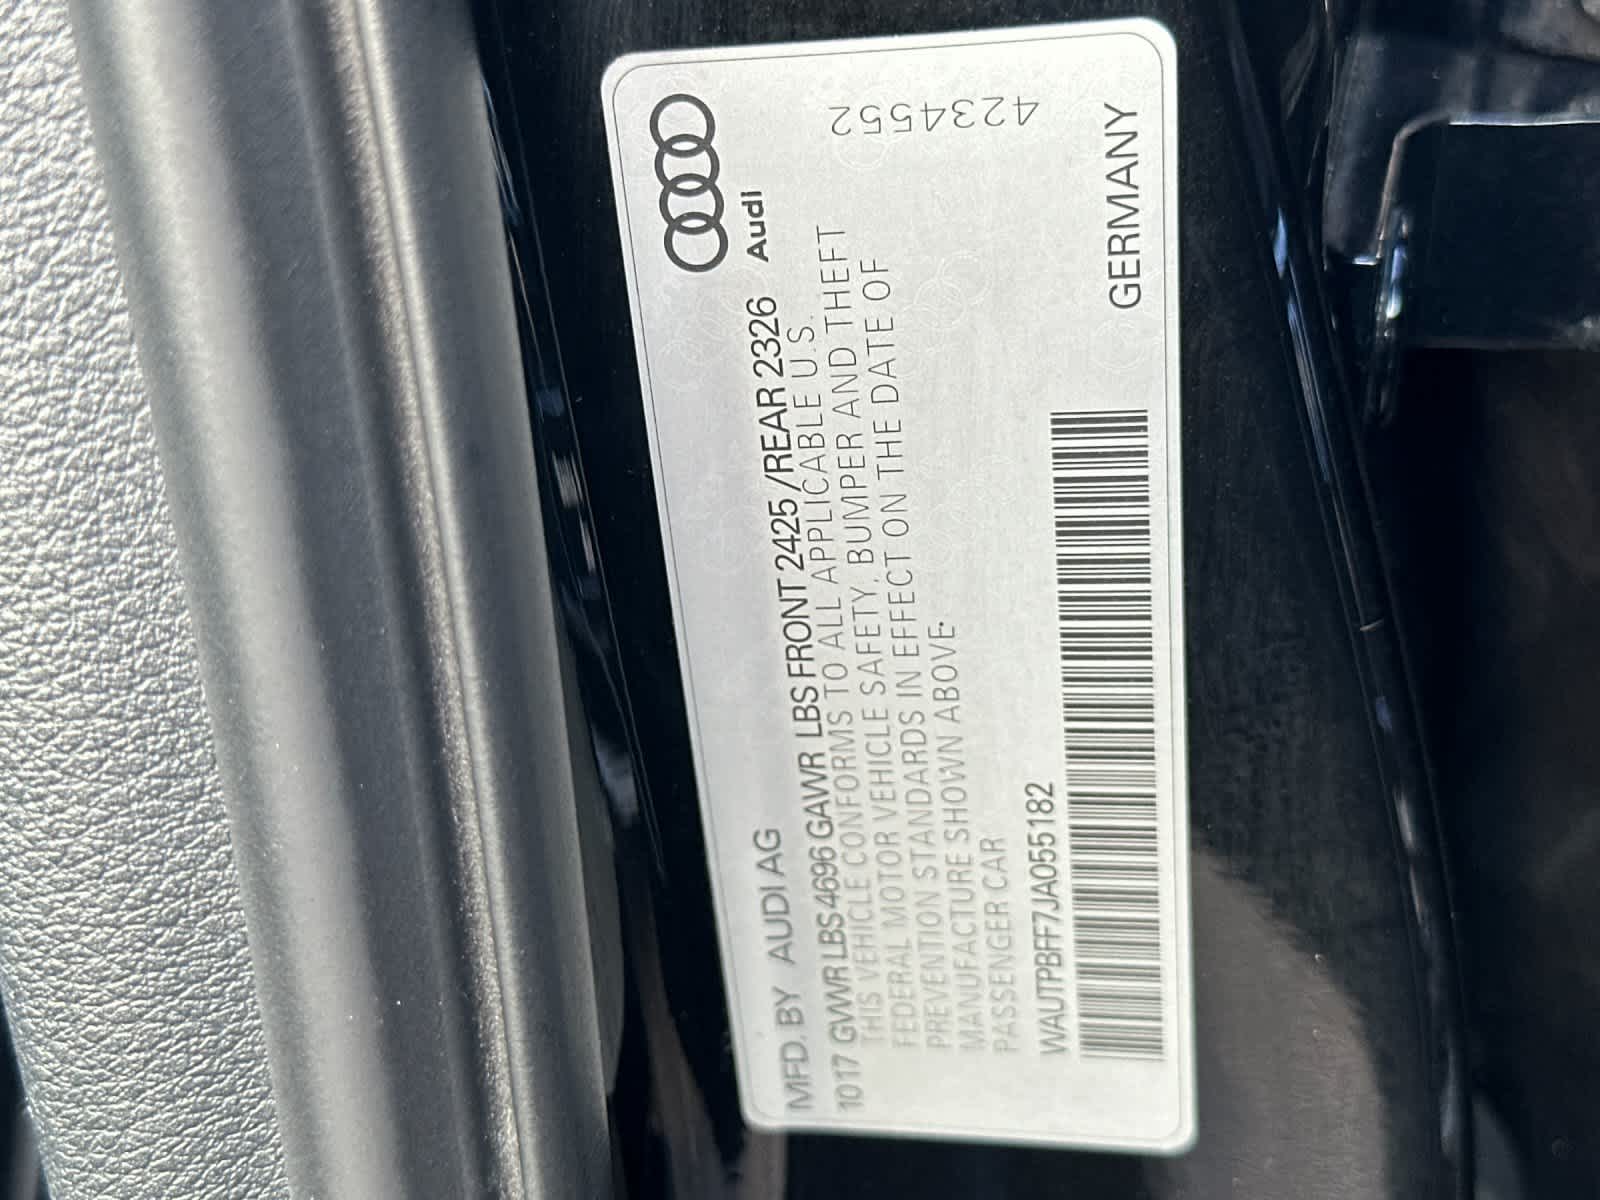 Audi
MFD. BY AUDI AG
1017 GVWR LBS 4696 GAWR LBS FRONT 2425 /REAR 2326
THIS VEHICLE CONFORMS TO ALL APPLICABLE U.S.
FEDERAL MOTOR VEHICLE SAFETY, BUMPER AND THEFT
PREVENTION STANDARDS IN EFFECT ON THE DATE OF
MANUFACTURE SHOWN ABOVE.
PASSENGER CAR
WAUTPBFF7JA055182
4234552
GERMANY